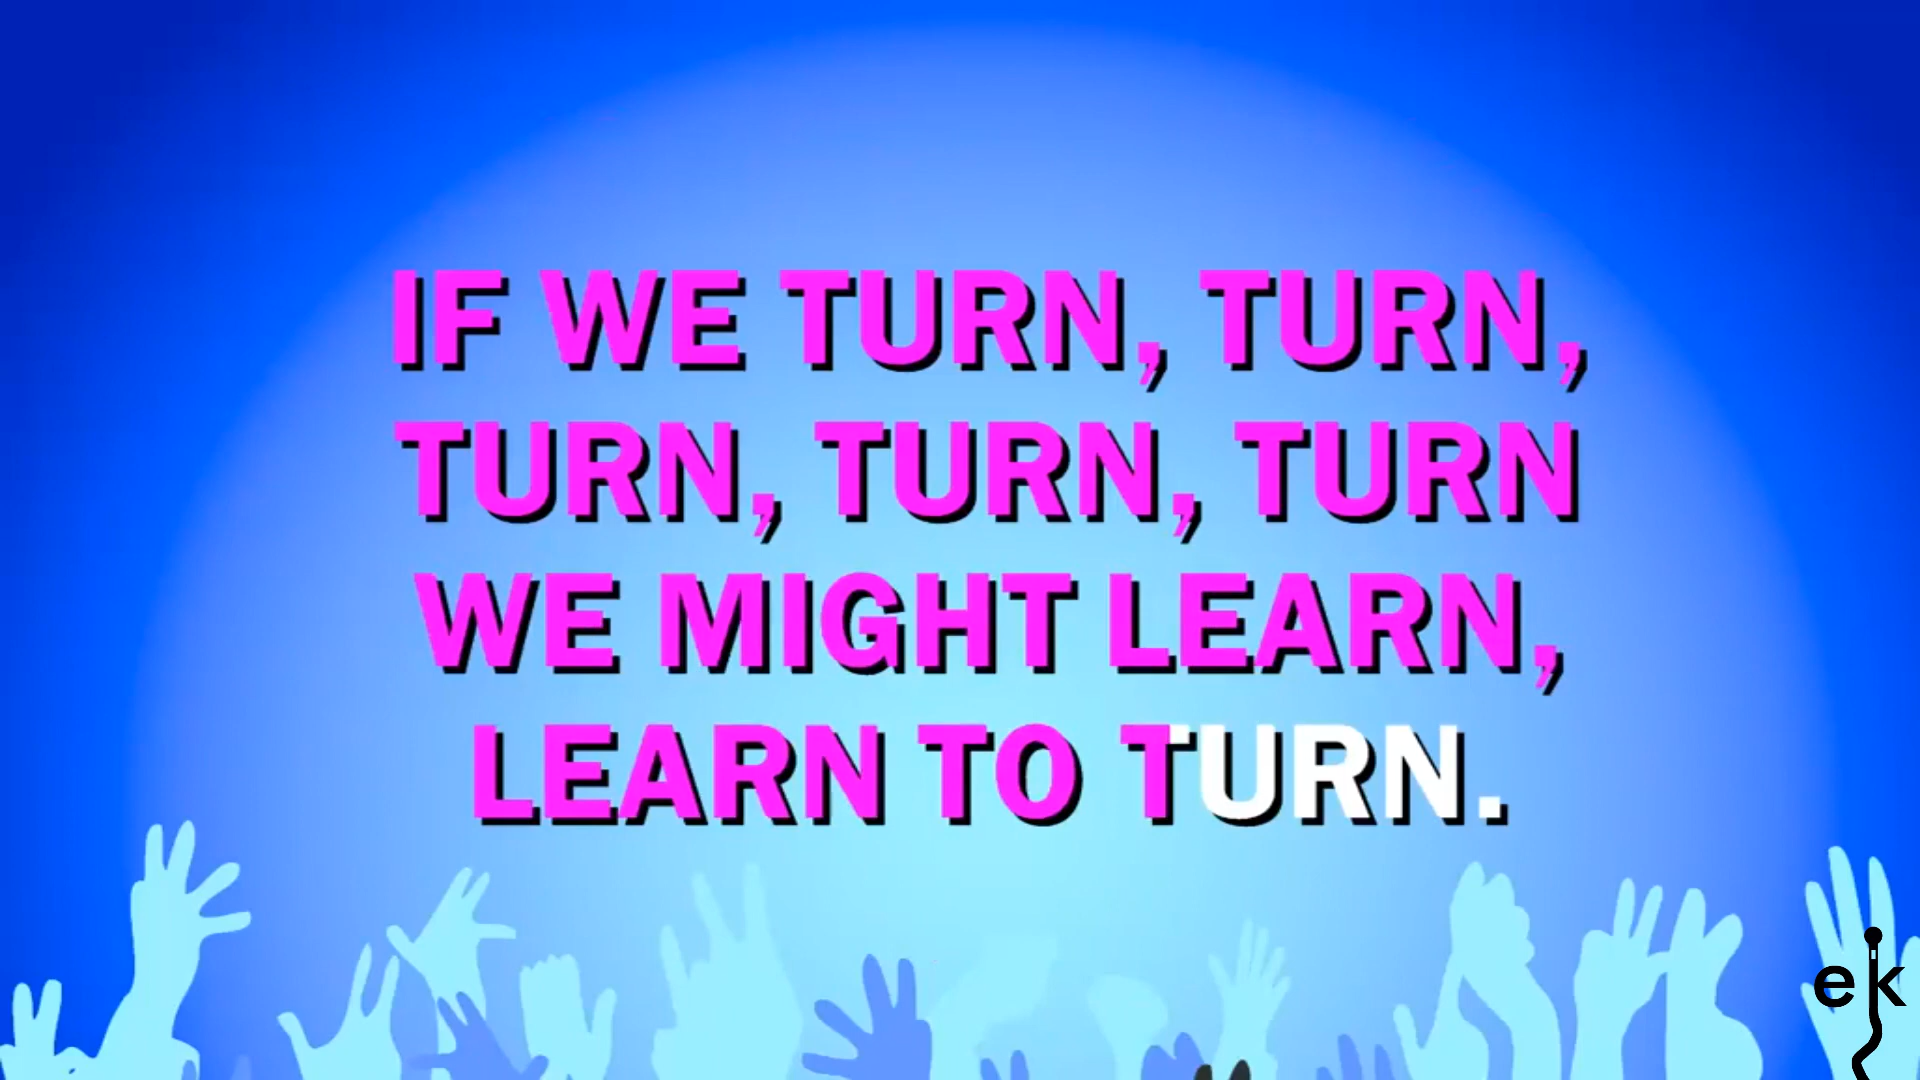 IF WE TURN, TURN,
TURN, TURN, TURN
WE MIGHT LEARN,
LEARN TO TURN.
ek